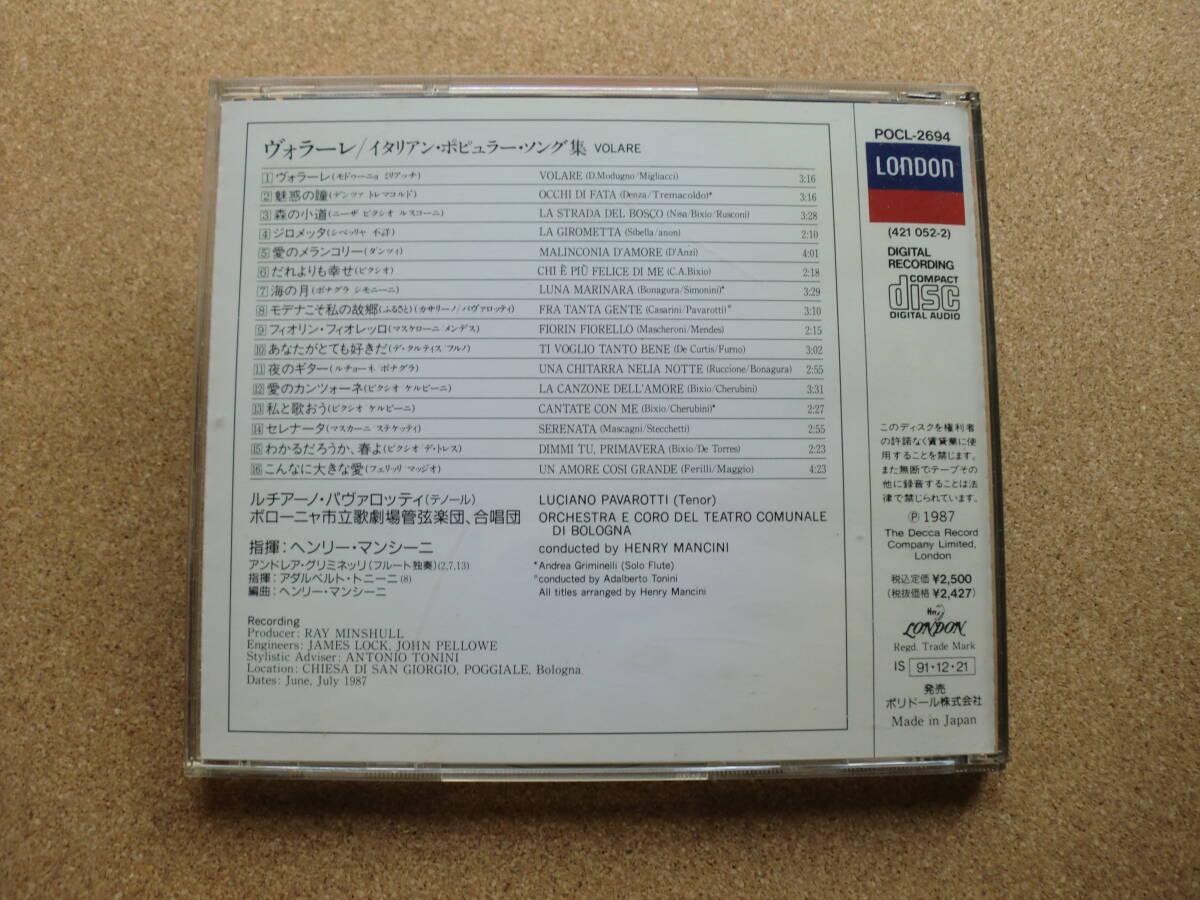 ヴォラーレ/イタリアン・ポピュラー・ソング集 VOLARE
1 ヴォラーレ(モドゥーニョ ミリアッチ) VOLARE (D.Modugno/Migliacci) 3:16
2 魅惑の瞳(デンツァ トレマコルド) OCCHI DI FATA (Denza/Tremacoldo)* 3:16
3 森の小道(ニーザ ビクシオ ルスコーニ) LA STRADA DEL BOSCO (Nisa/Bixio/Rusconi) 3:28
4 ジロメッタ(シベッリャ 不詳) LA GIROMETTA (Sibella/anon) 2:10
5 愛のメランコリー(ダンツィ) MALINCONIA D'AMORE (D'Anzi) 4:01
6 だれよりも幸せ(ビクシオ) CHI È PIÙ FELICE DI ME (C.A.Bixio) 2:18
7 海の月(ボナグラ シモニーニ) LUNA MARINARA (Bonagura/Simonini)* 3:29
8 モデナこそ私の故郷(ふるさと)(カサリーノ/パヴァロッティ) FRA TANTA GENTE (Casarini/Pavarotti)° 3:10
9 フィオリン・フィオレッロ(マスケローニ/メンデス) FIORIN FIORELLO (Mascheroni/Mendes) 2:15
10 あなたがとても好きだ(デ・クルティス フルノ) TI VOGLIO TANTO BENE (De Curtis/Furno) 3:02
11 夜のギター(ルチョーネ ボナグラ) UNA CHITARRA NELIA NOTTE (Ruccione/Bonagura) 2:55
12 愛のカンツォーネ(ビクシオ ケルビーニ) LA CANZONE DELL'AMORE (Bixio/Cherubini) 3:31
13 私と歌おう(ビクシオ ケルビーニ) CANTATE CON ME (Bixio/Cherubini)* 2:27
14 セレナータ(マスカーニ ステケッティ) SERENATA (Mascagni/Stecchetti) 2:55
15 わかるだろうか、春よ(ビクシオ デ・トレス) DIMMI TU, PRIMAVERA (Bixio/De Torres) 2:23
16 こんなに大きな愛(フェリッリ マッジオ) UN AMORE COSI GRANDE (Ferilli/Maggio) 4:23
ルチアーノ・パヴァロッティ(テノール) LUCIANO PAVAROTTI (Tenor)
ボローニャ市立歌劇場管弦楽団、合唱団 ORCHESTRA E CORO DEL TEATRO COMUNALE
DI BOLOGNA
指揮:ヘンリー・マンシーニ conducted by HENRY MANCINI
アンドレア・グリミネッリ(フルート独奏)(2,7,13) *Andrea Griminelli (Solo Flute)
指揮:アダルベルト・トニーニ(8) °conducted by Adalberto Tonini
編曲:ヘンリー・マンシーニ All titles arranged by Henry Mancini
Recording
Producer: RAY MINSHULL
Engineers: JAMES LOCK, JOHN PELLOWE
Stylistic Adviser: ANTONIO TONINI
Location: CHIESA DI SAN GIORGIO, POGGIALE, Bologna
Dates: June, July 1987
POCL-2694
LONDON
(421 052-2)
DIGITAL
RECORDING
COMPACT
disc
DIGITAL AUDIO
このディスクを権利者
の許諾なく賃貸業に使
用することを禁じます。
また無断でテープその
他に録音することは法
律で禁じられています。
℗ 1987
The Decca Record
Company Limited,
London
税込定価 ¥2,500
(税抜価格 ¥2,427)
LONDON
Regd. Trade Mark
IS 91・12・21
発売
ポリドール株式会社
Made in Japan